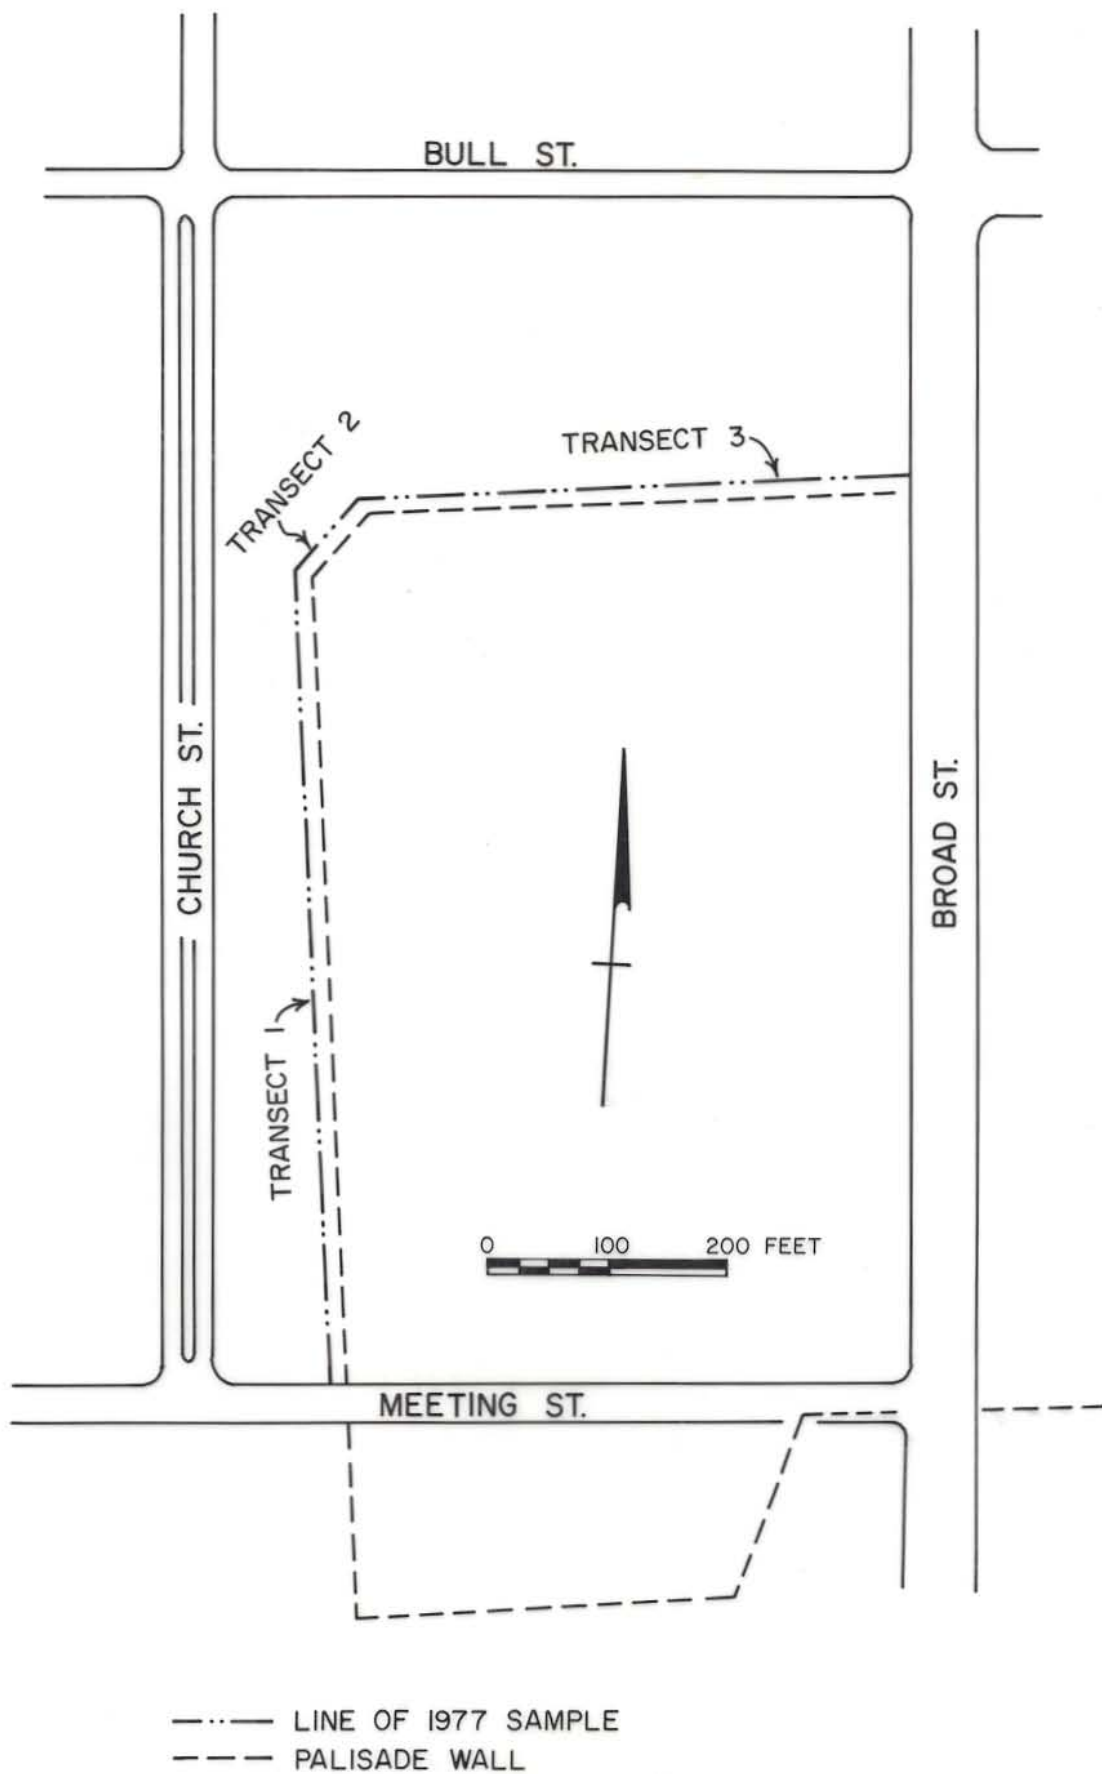 BULL ST.
TRANSECT 2
TRANSECT 3
CHURCH ST.
BROAD ST.
TRANSECT 1
0 100 200 FEET
MEETING ST.
LINE OF 1977 SAMPLE
PALISADE WALL